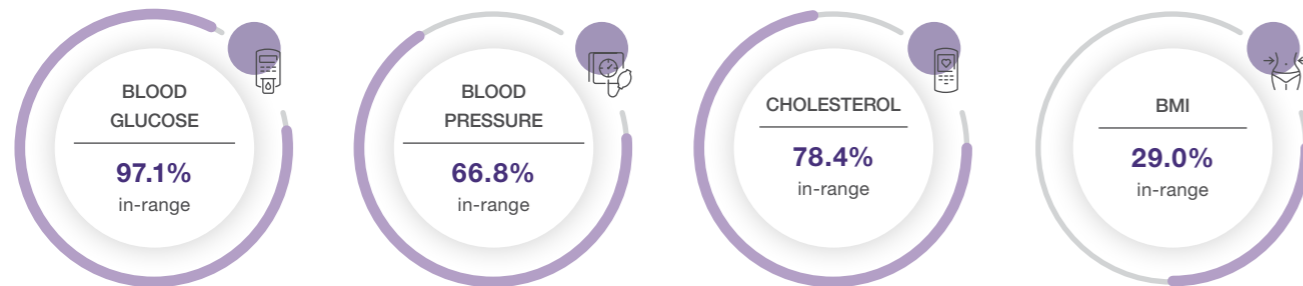 BLOOD
GLUCOSE
97.1%
in-range
BLOOD
PRESSURE
66.8%
in-range
CHOLESTEROL
78.4%
in-range
BMI
29.0%
in-range